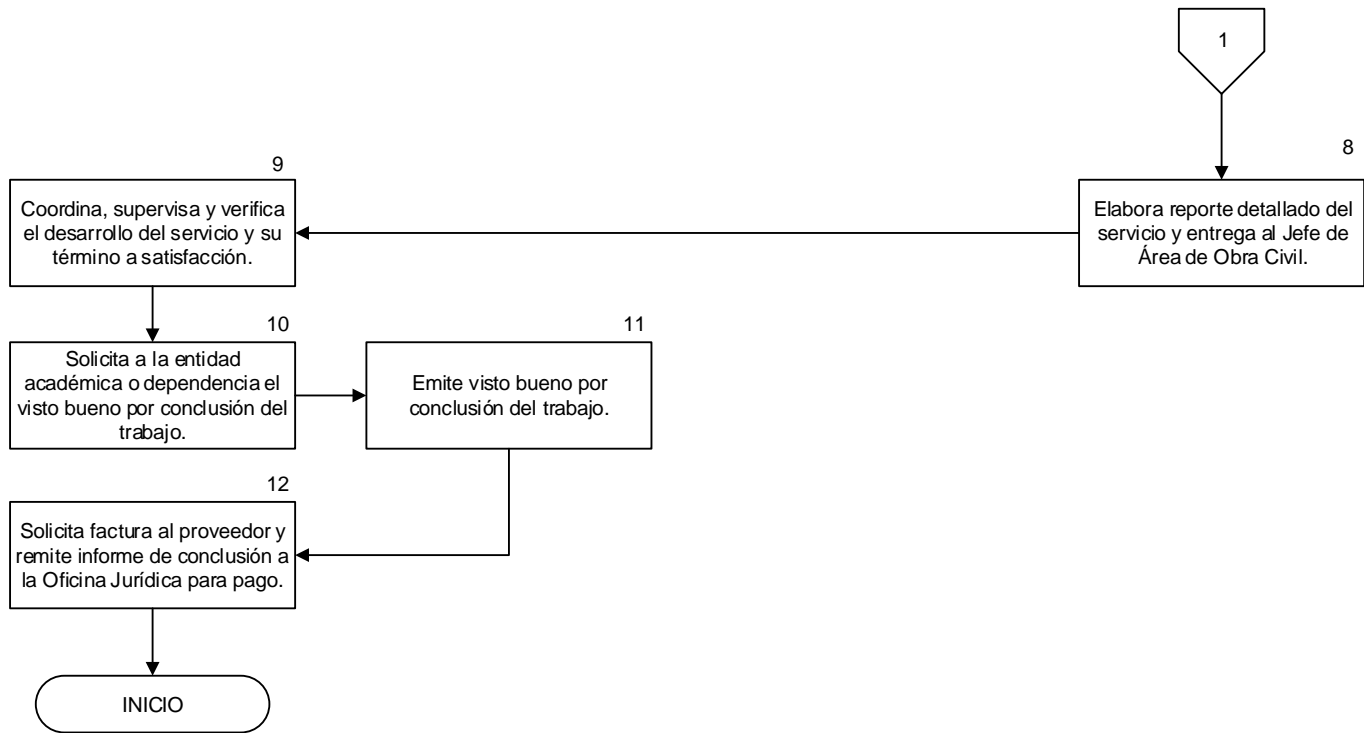 1
8
Elabora reporte detallado del
servicio y entrega al Jefe de
Área de Obra Civil.
9
Coordina, supervisa y verifica
el desarrollo del servicio y su
término a satisfacción.
10
Solicita a la entidad
académica o dependencia el
visto bueno por conclusión del
trabajo.
11
Emite visto bueno por
conclusión del trabajo.
12
Solicita factura al proveedor y
remite informe de conclusión a
la Oficina Jurídica para pago.
INICIO